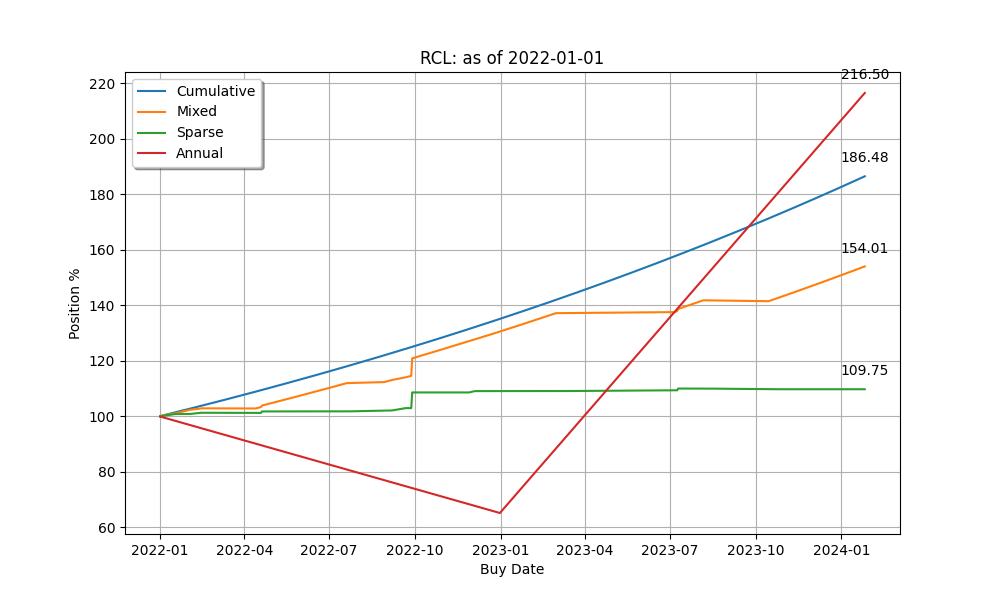 RCL: as of 2022-01-01
216.50
220
Cumulative
Mixed
Sparse
Annual
200
186.48
180
160
154.01
140
120
109.75
100
80
60
Position %
2022-01 2022-04 2022-07 2022-10 2023-01 2023-04 2023-07 2023-10 2024-01
Buy Date